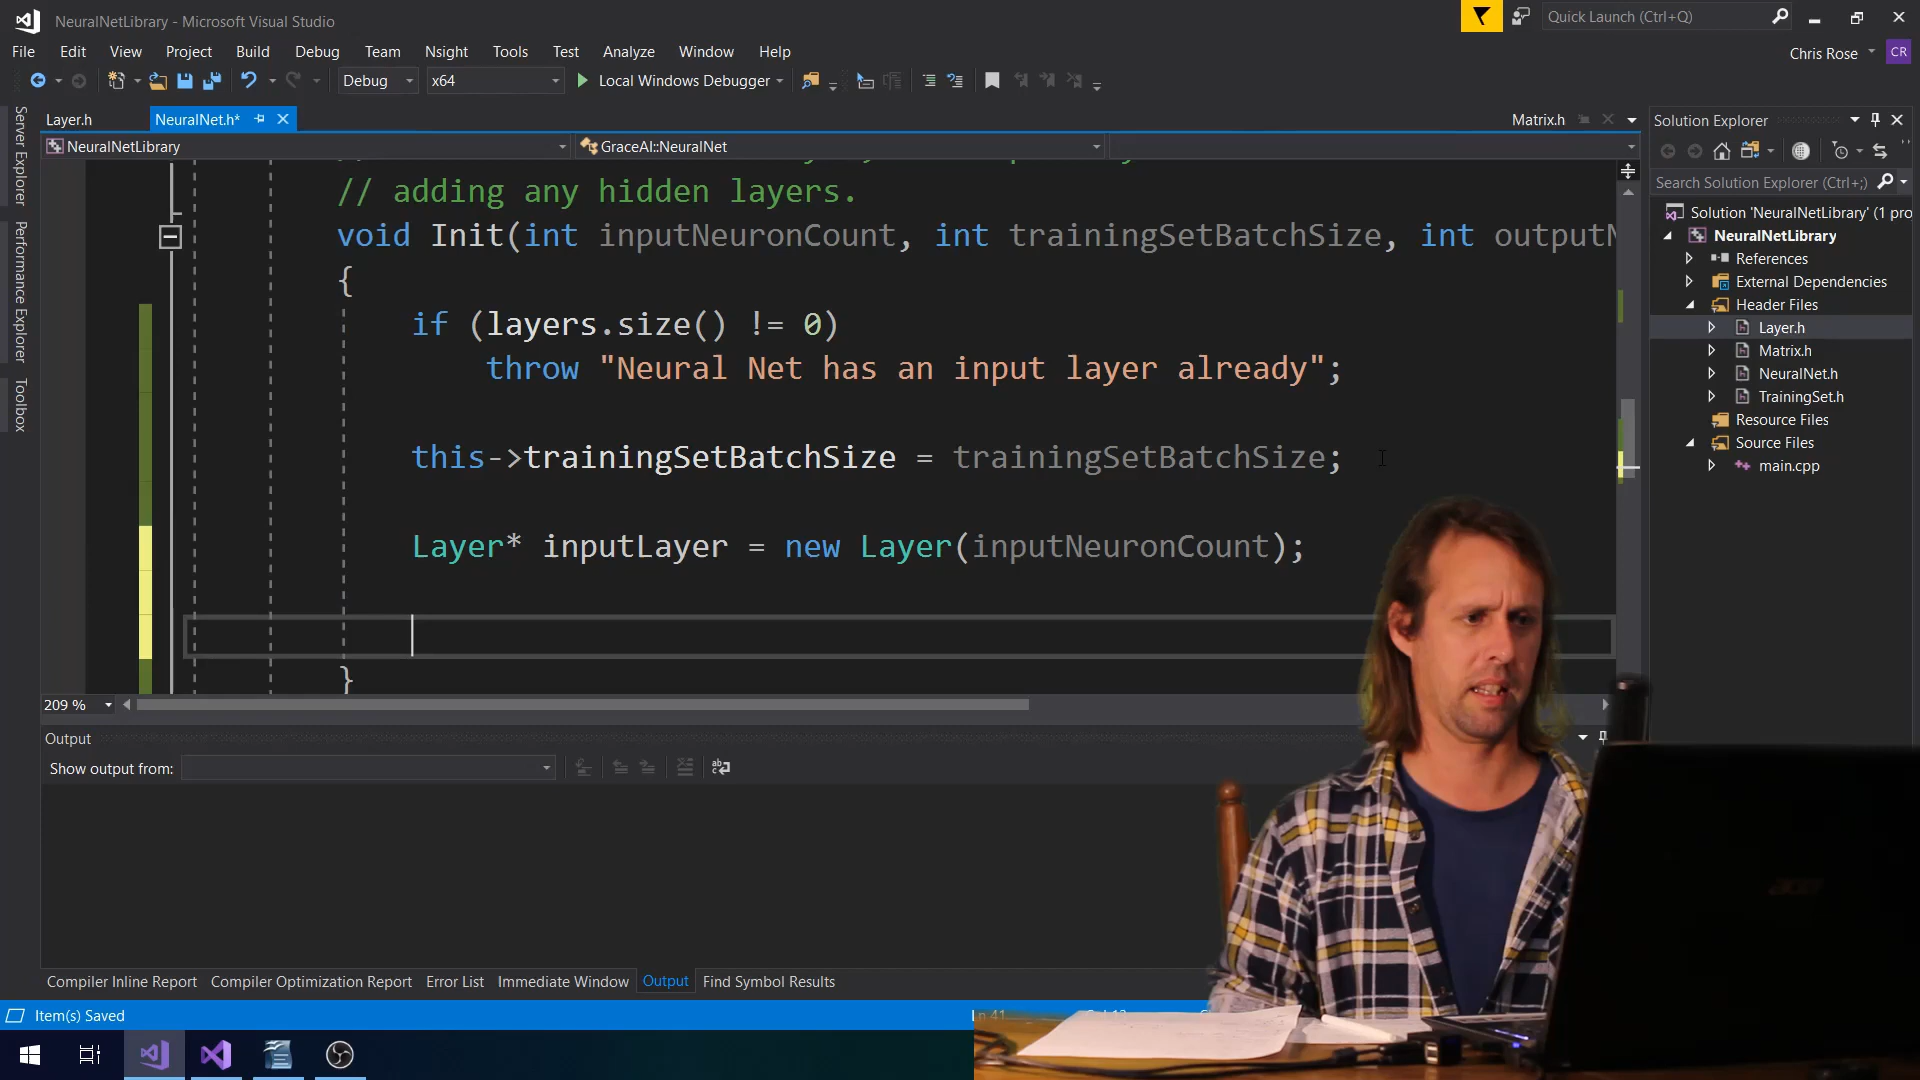 NeuralNetLibrary - Microsoft Visual Studio
Quick Launch (Ctrl+Q)
File Edit View Project Build Debug Team Nsight Tools Test Analyze Window Help
Chris Rose CR
Debug x64 Local Windows Debugger
Server Explorer
Performance Explorer
Toolbox
Layer.h NeuralNet.h* Matrix.h
NeuralNetLibrary GraceAI::NeuralNet
// adding any hidden layers.
void Init(int inputNeuronCount, int trainingSetBatchSize, int outputN
{
if (layers.size() != 0)
throw "Neural Net has an input layer already";
this->trainingSetBatchSize = trainingSetBatchSize;
Layer* inputLayer = new Layer(inputNeuronCount);
}
209 %
Output
Show output from:
Compiler Inline Report Compiler Optimization Report Error List Immediate Window Output Find Symbol Results
Item(s) Saved
Solution Explorer
Search Solution Explorer (Ctrl+;)
Solution 'NeuralNetLibrary' (1 pro
NeuralNetLibrary
References
External Dependencies
Header Files
Layer.h
Matrix.h
NeuralNet.h
TrainingSet.h
Resource Files
Source Files
main.cpp
acer